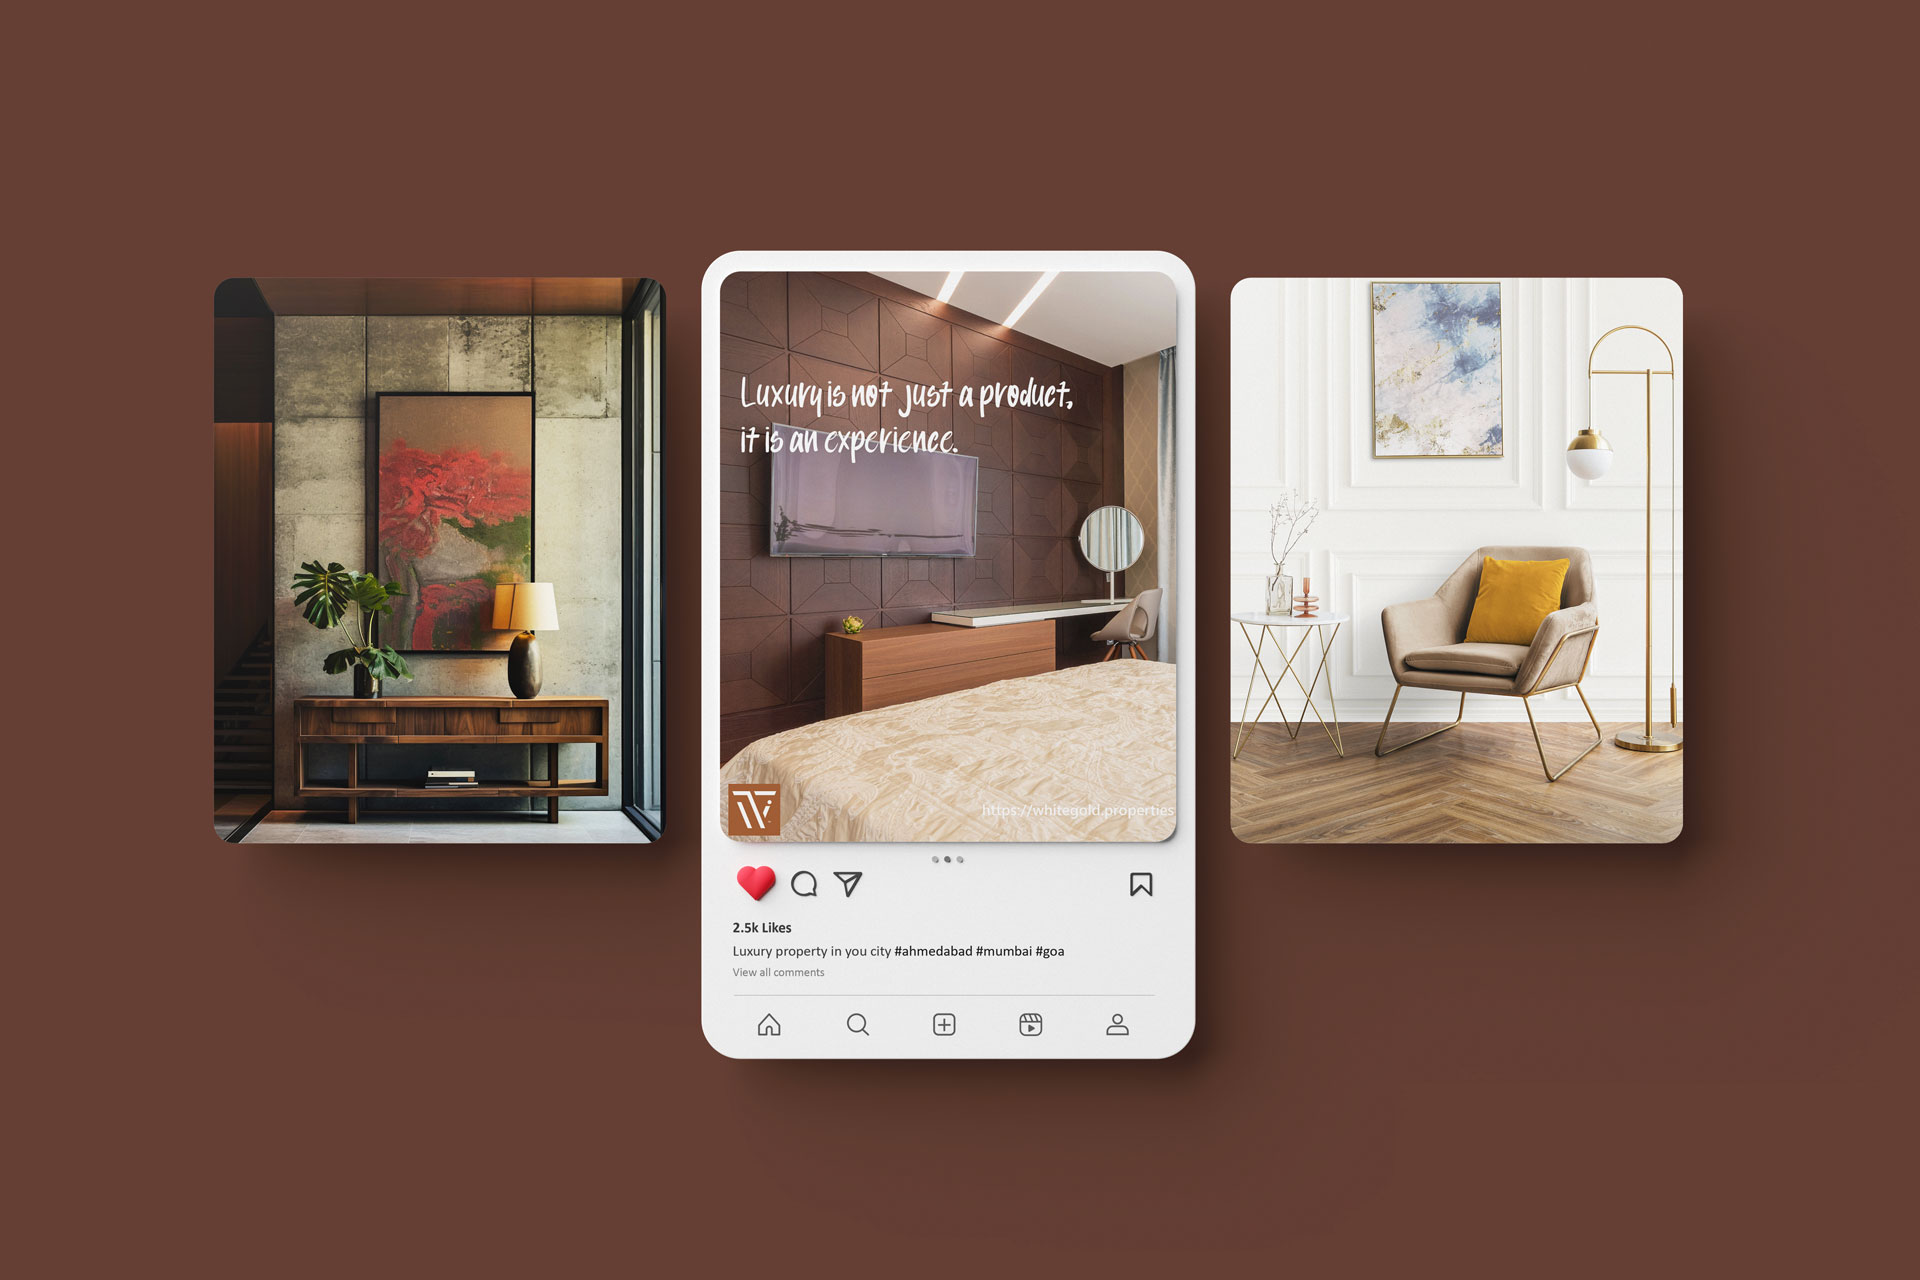 Luxury is not just a product,
it is an experience.
https://whitegold.properties
2.5k Likes
Luxury property in you city #ahmedabad #mumbai #goa
View all comments